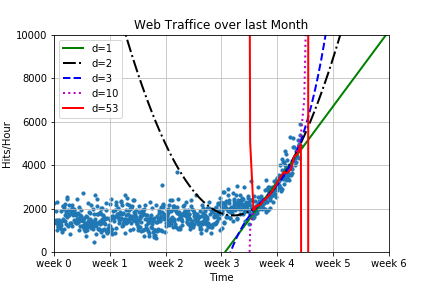 Web Traffice over last Month
10000
8000
6000
4000
2000
0
Hits/Hour
d=1
d=2
d=3
d=10
d=53
week 0 week 1 week 2 week 3 week 4 week 5 week 6
Time